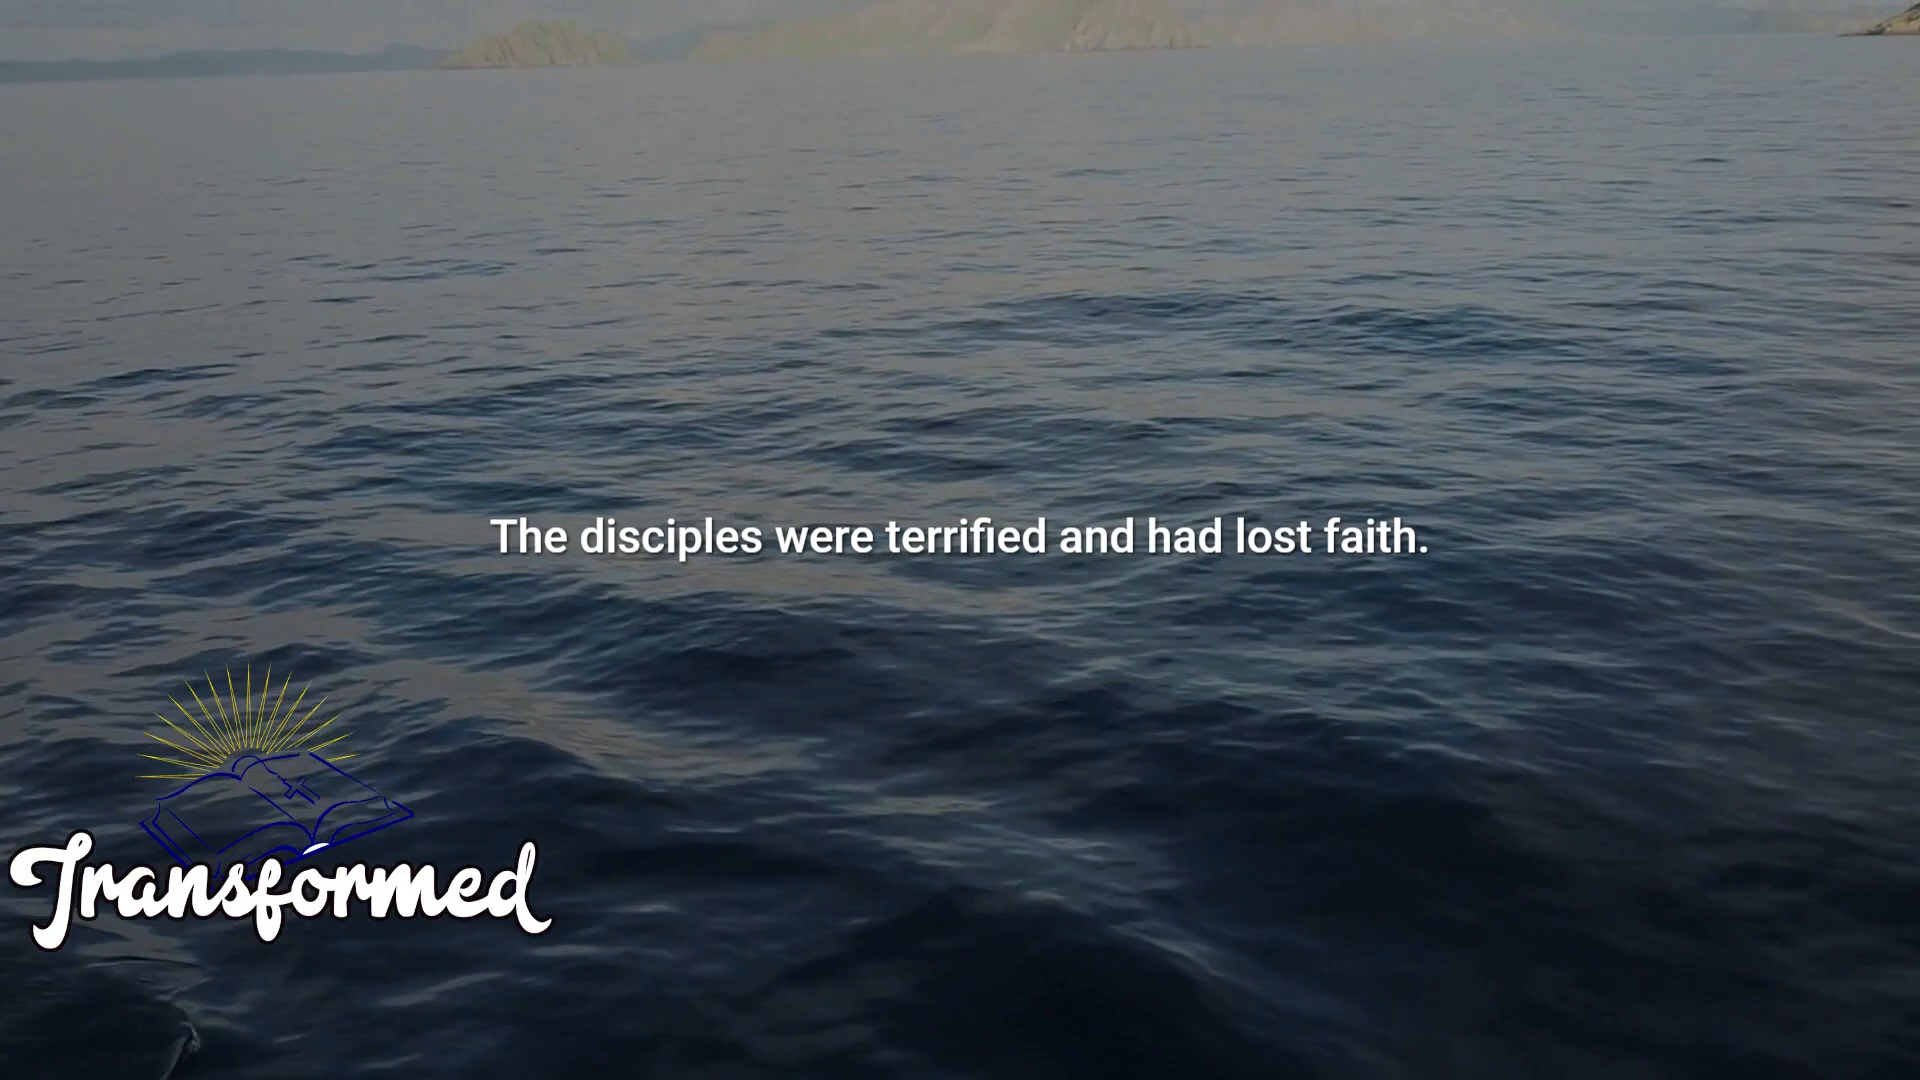 The disciples were terrified and had lost faith.
Transformed